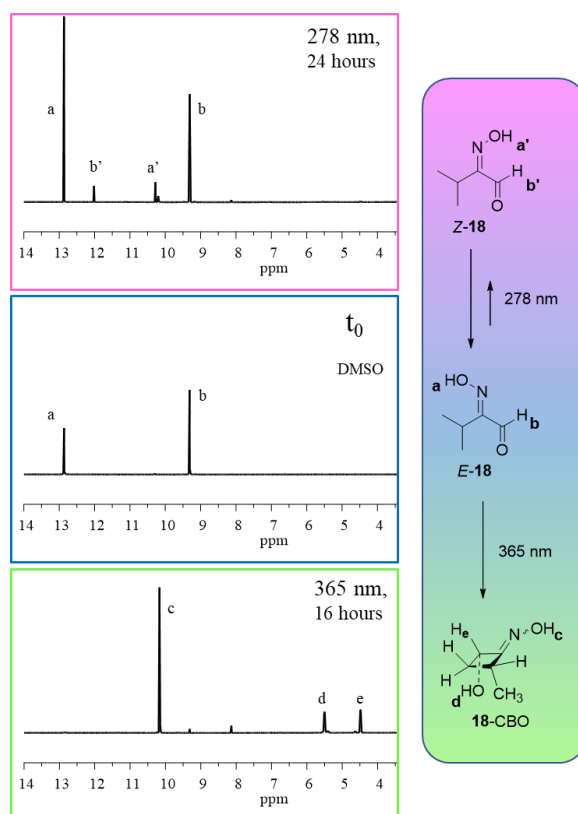 278 nm,
24 hours
a
b'
a'
b
14 13 12 11 10 9 8 7 6 5 4
ppm
t0
DMSO
a
b
14 13 12 11 10 9 8 7 6 5 4
ppm
365 nm,
16 hours
c
d
e
14 13 12 11 10 9 8 7 6 5 4
ppm
OH a'
N
H b'
O
Z-18
278 nm
a HO
N
H b
O
E-18
365 nm
He
N OHc
H
H
H
HO
d
CH3
18-CBO